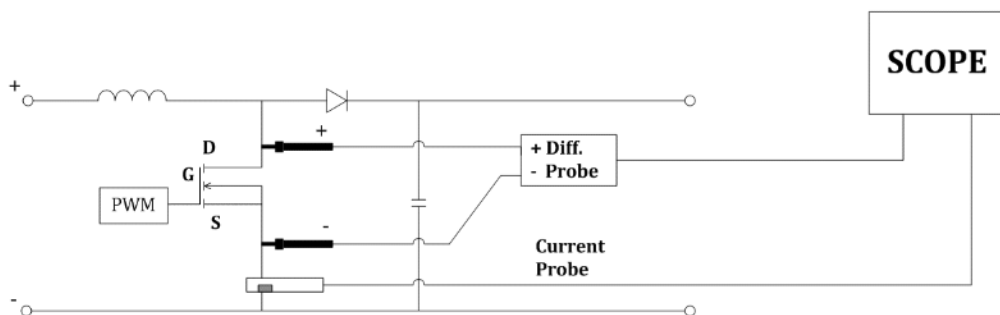 SCOPE
+
+
D
+ Diff.
- Probe
G
PWM
S
-
Current
Probe
-